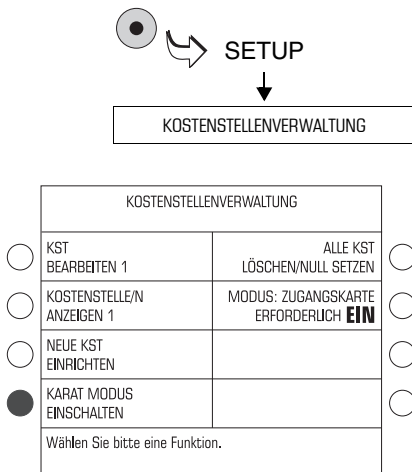 SETUP
KOSTENSTELLENVERWALTUNG
KOSTENSTELLENVERWALTUNG
KST
BEARBEITEN 1
ALLE KST
LÖSCHEN/NULL SETZEN
KOSTENSTELLE/N
ANZEIGEN 1
MODUS: ZUGANGSKARTE
ERFORDERLICH EIN
NEUE KST
EINRICHTEN
KARAT MODUS
EINSCHALTEN
Wählen Sie bitte eine Funktion.